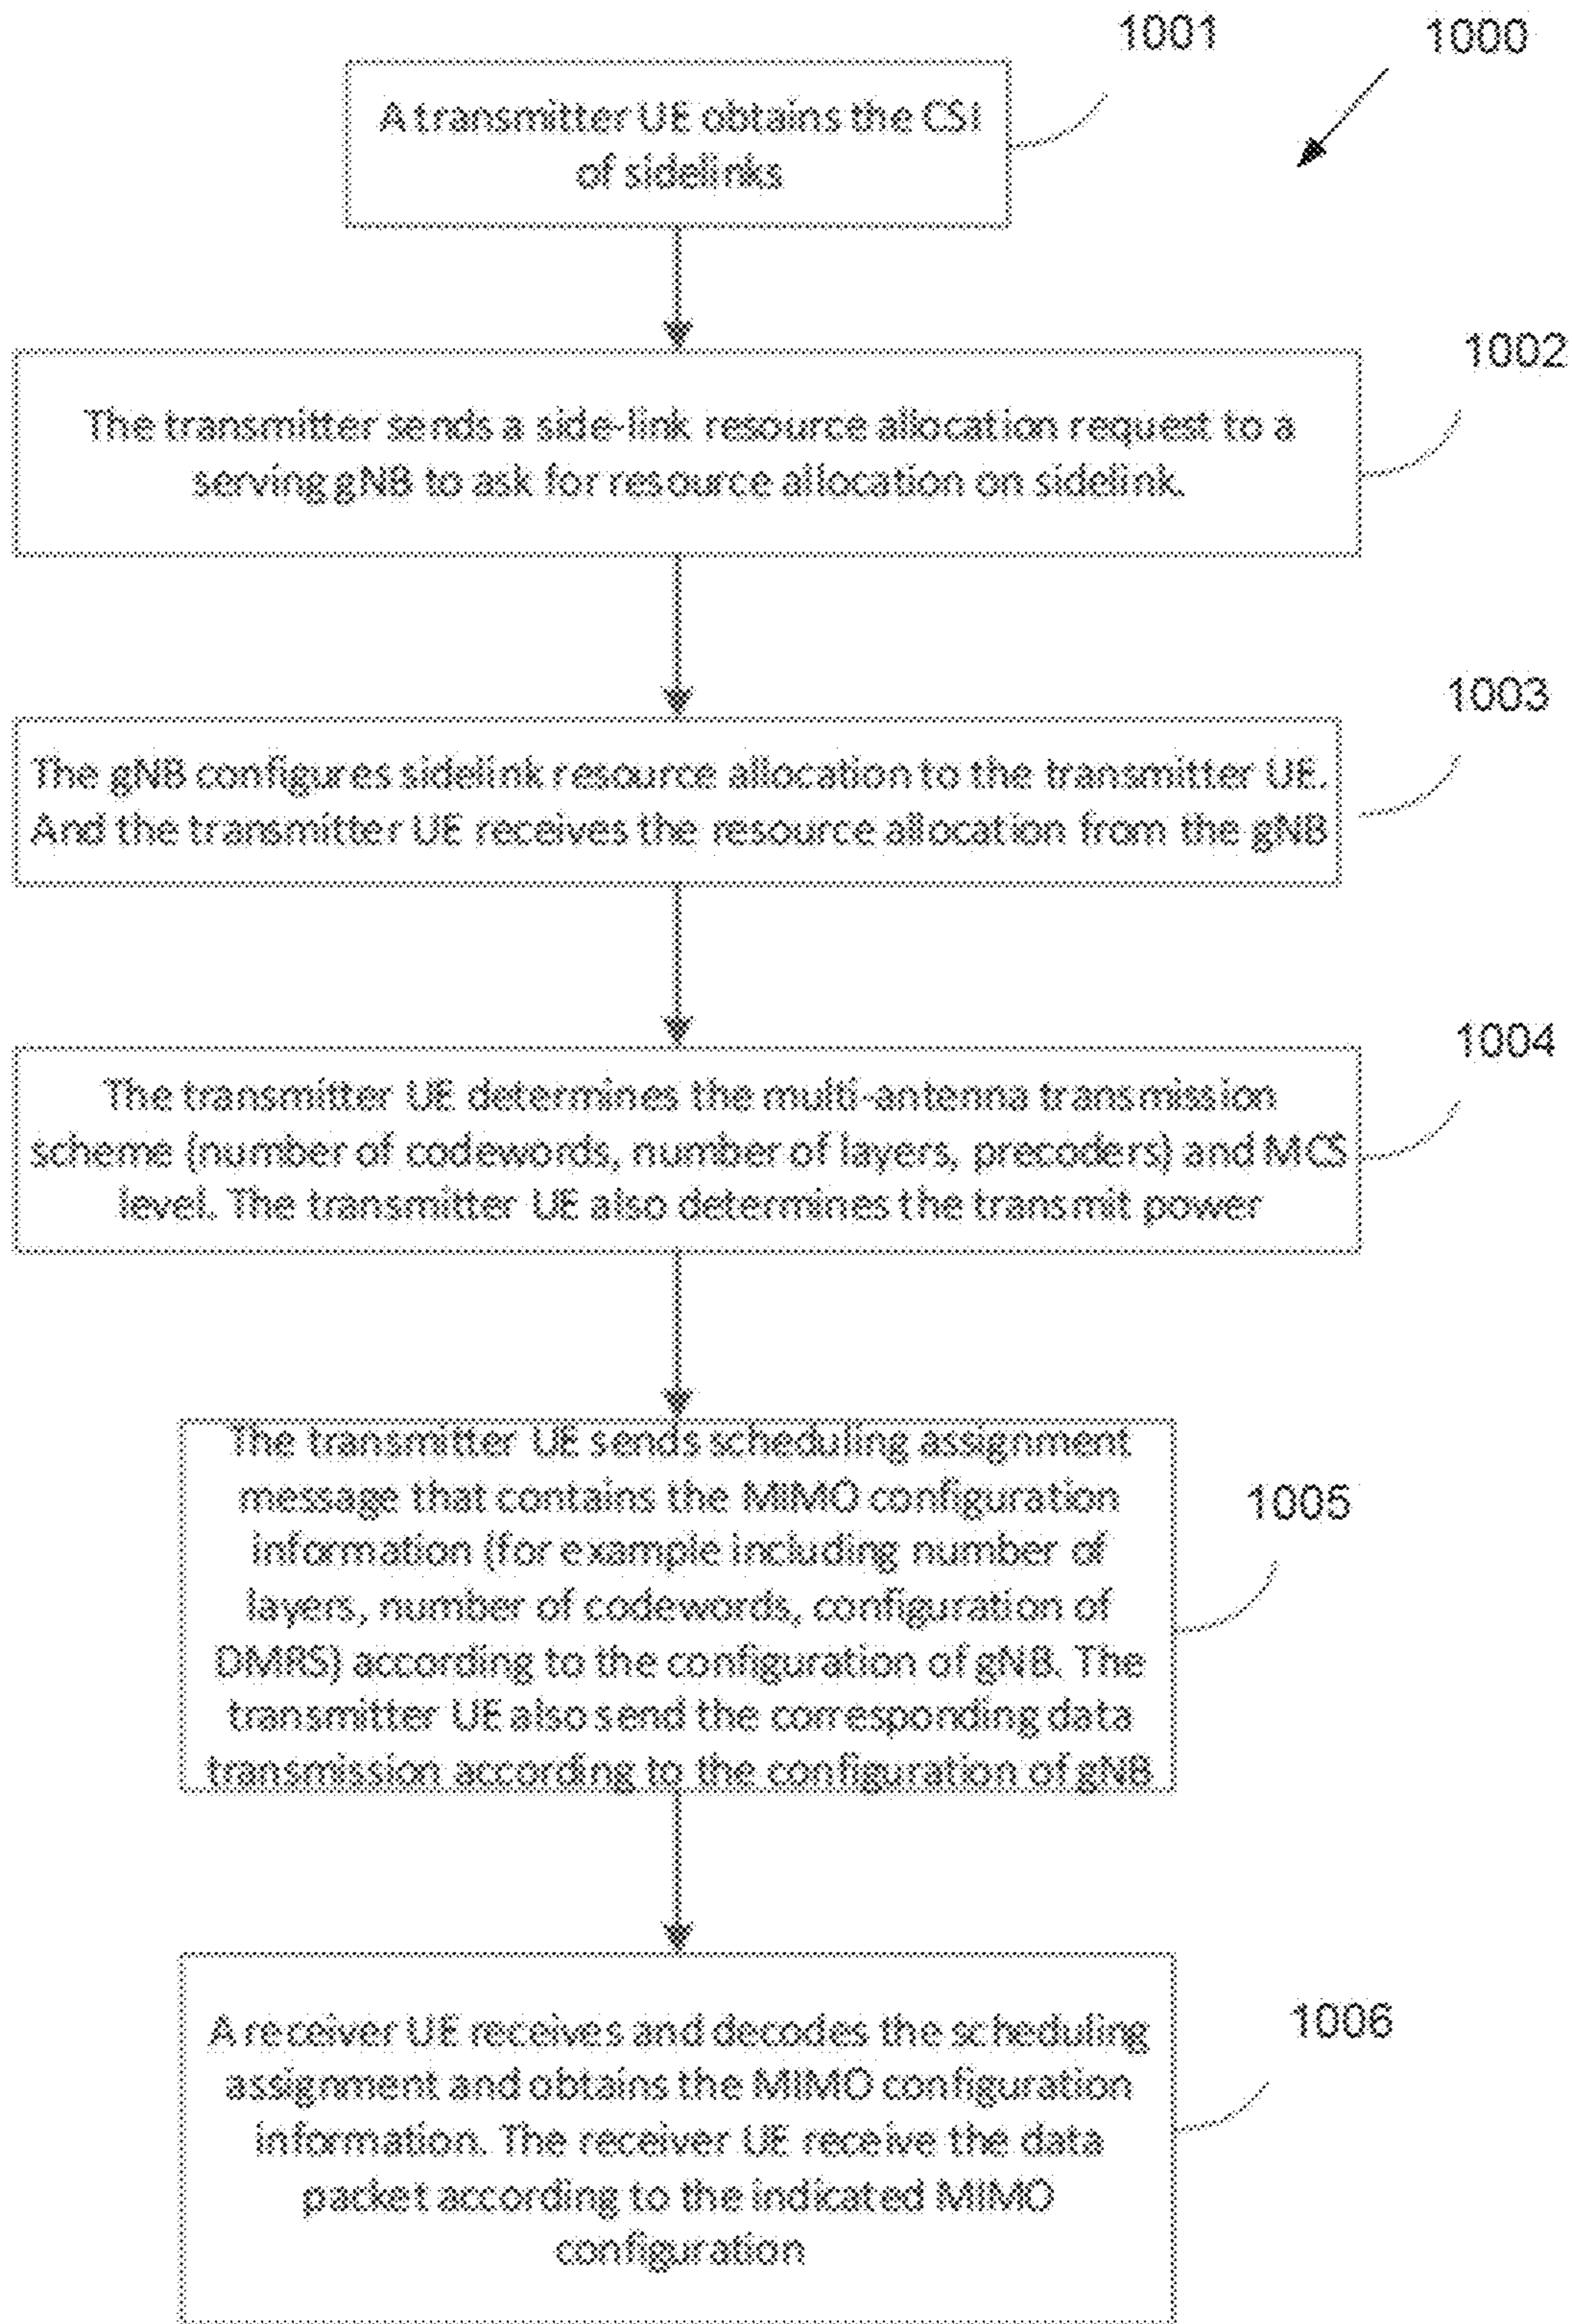 1001
1000
A transmitter UE obtains the CSI
of sidelinks
1002
The transmitter sends a side-link resource allocation request to a
serving gNB to ask for resource allocation on sidelink.
1003
The gNB configures sidelink resource allocation to the transmitter UE.
And the transmitter UE receives the resource allocation from the gNB
1004
The transmitter UE determines the multi-antenna transmission
scheme (number of codewords, number of layers, precoders) and MCS
level. The transmitter UE also determines the transmit power
The transmitter UE sends scheduling assignment
message that contains the MIMO configuration
information (for example including number of
layers, number of codewords, configuration of
DMRS) according to the configuration of gNB. The
transmitter UE also send the corresponding data
transmission according to the configuration of gNB
1005
A receiver UE receives and decodes the scheduling
assignment and obtains the MIMO configuration
information. The receiver UE receive the data
packet according to the indicated MIMO
configuration
1006